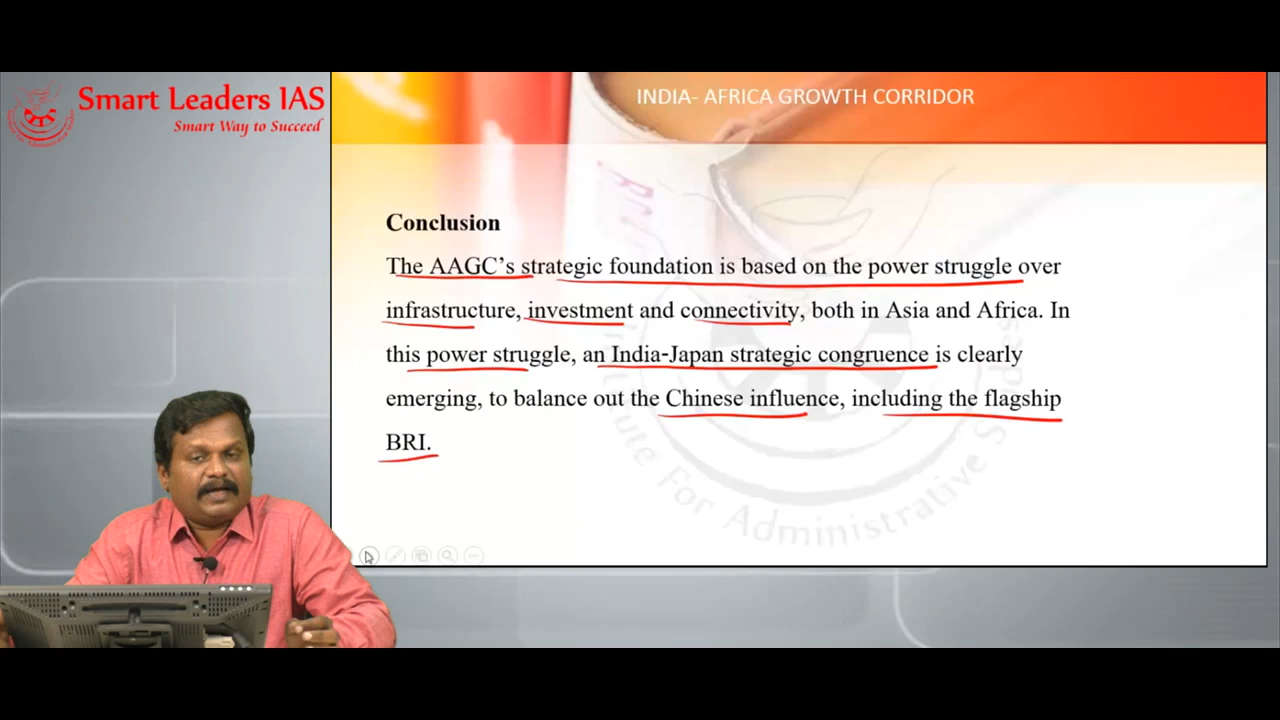 Smart Leaders IAS
Smart Way to Succeed
INDIA- AFRICA GROWTH CORRIDOR
Conclusion
The AAGC’s strategic foundation is based on the power struggle over
infrastructure, investment and connectivity, both in Asia and Africa. In
this power struggle, an India-Japan strategic congruence is clearly
emerging, to balance out the Chinese influence, including the flagship
BRI.
For Administrative